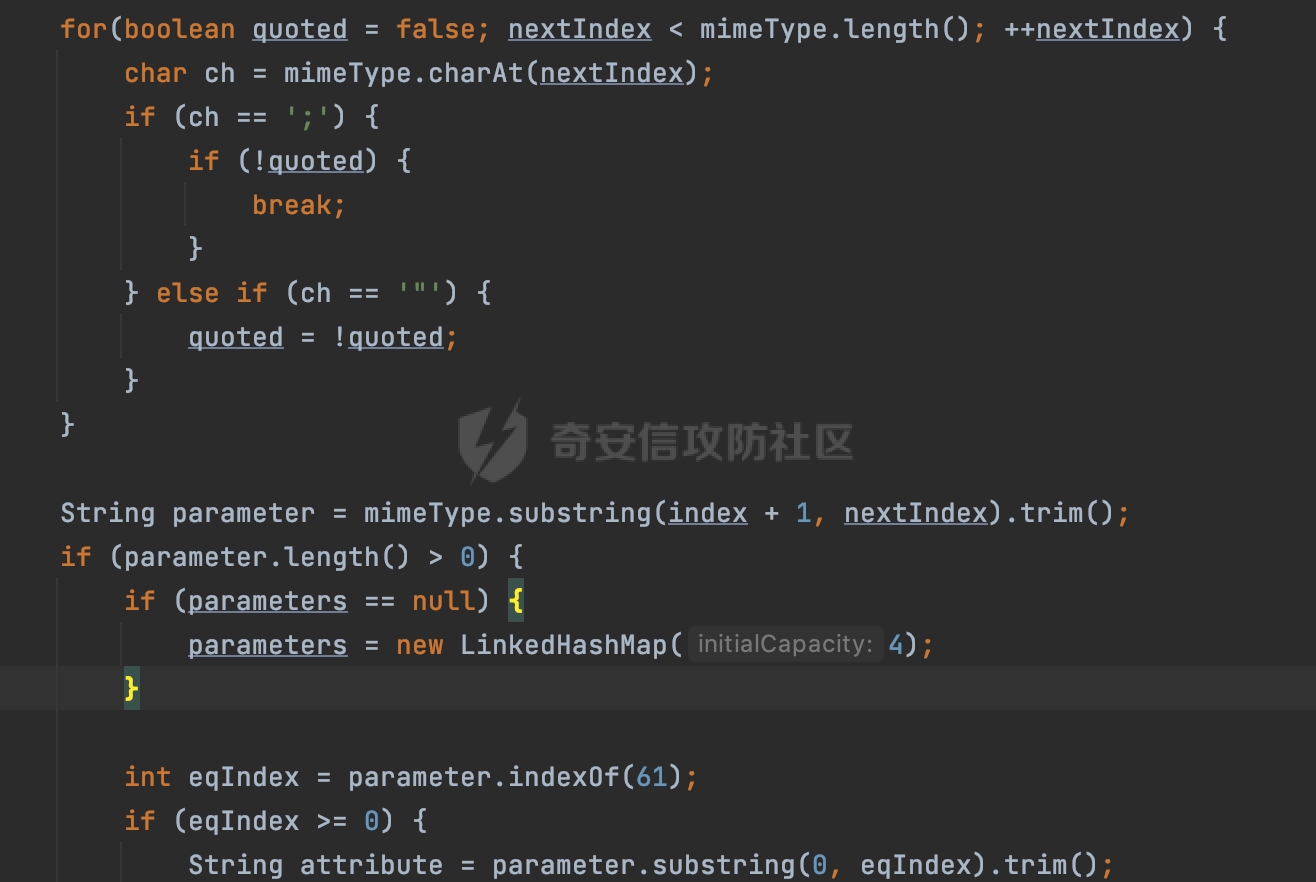 for(boolean quoted = false; nextIndex < mimeType.length(); ++nextIndex) {
char ch = mimeType.charAt(nextIndex);
if (ch == ';') {
if (!quoted) {
break;
}
} else if (ch == '"') {
quoted = !quoted;
}
}
奇安信攻防社区
String parameter = mimeType.substring(index + 1, nextIndex).trim();
if (parameter.length() > 0) {
if (parameters == null) {
parameters = new LinkedHashMap( initialCapacity: 4);
}
int eqIndex = parameter.indexOf(61);
if (eqIndex >= 0) {
String attribute = parameter.substring(0, eqIndex).trim();